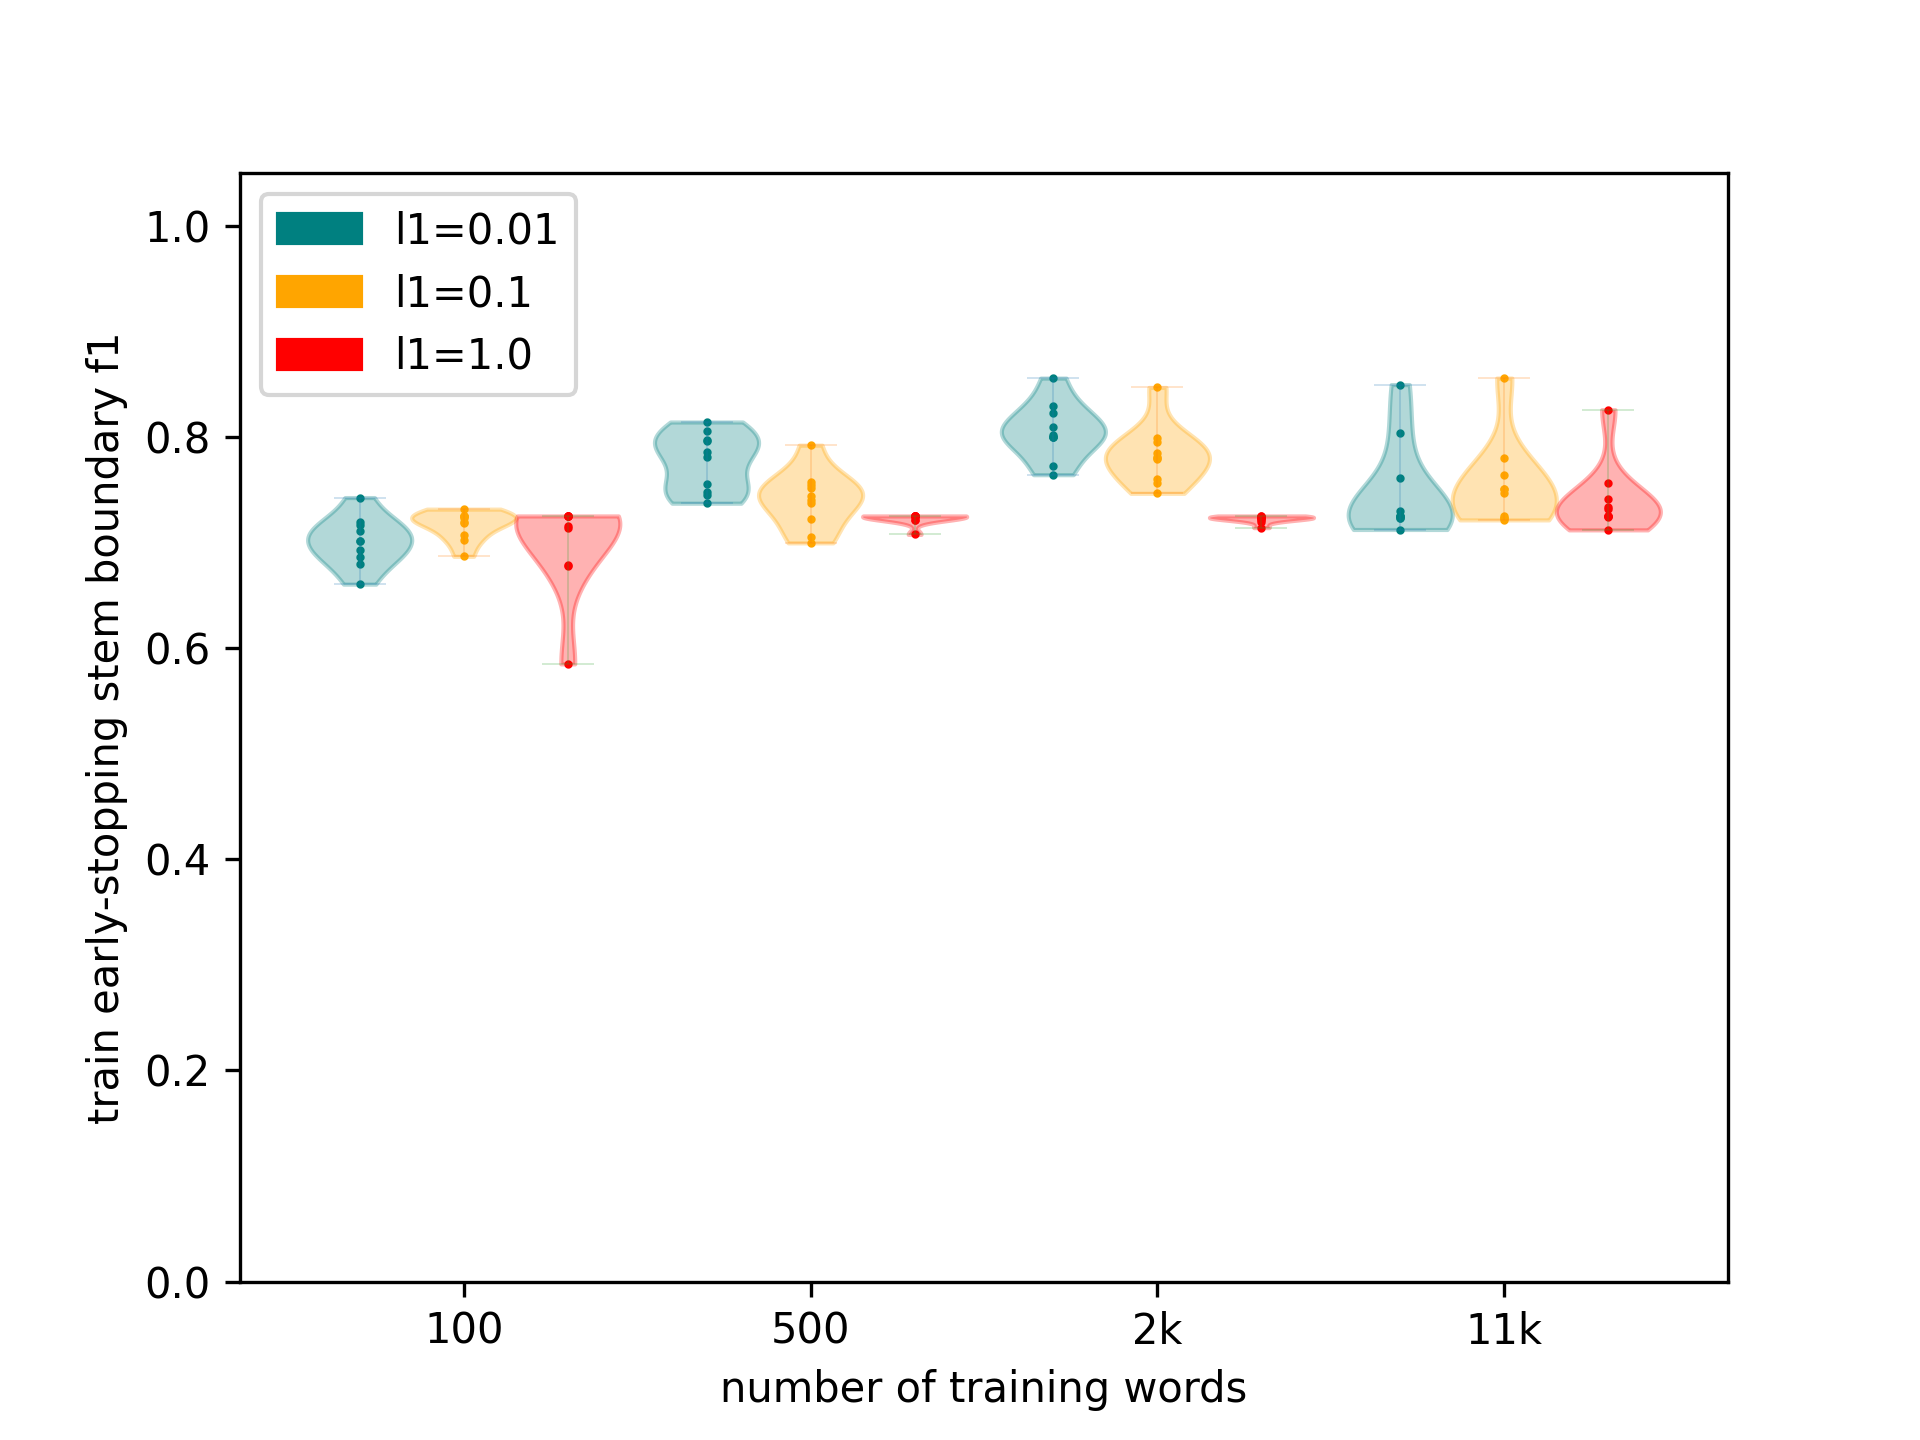 l1=0.01
l1=0.1
l1=1.0
train early-stopping stem boundary f1
1.0
0.8
0.6
0.4
0.2
0.0
100 500 2k 11k
number of training words